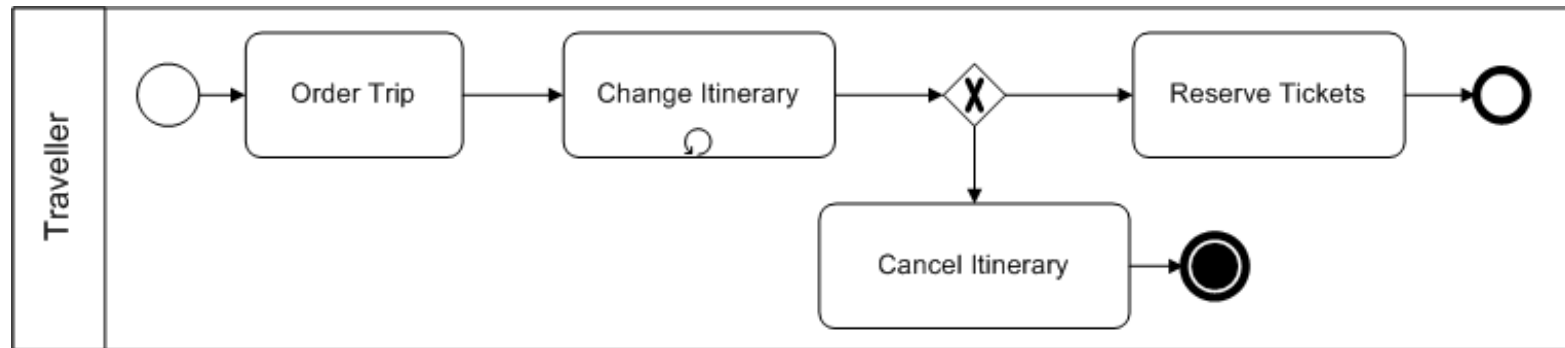 Traveller
Order Trip
Change Itinerary
Reserve Tickets
Cancel Itinerary